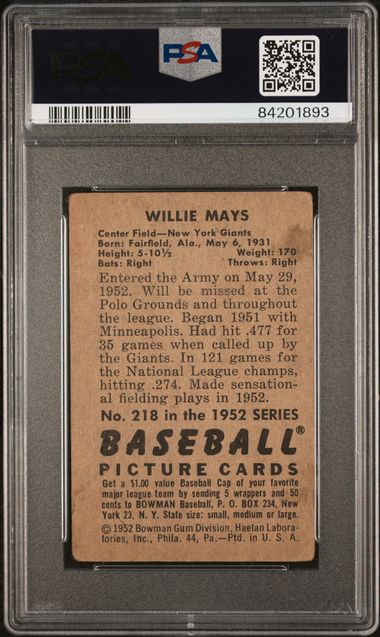 PSA
PSA
84201893
WILLIE MAYS
Center Field—New York Giants
Born: Fairfield, Ala., May 6, 1931
Height: 5-10½ Weight: 170
Bats: Right Throws: Right
Entered the Army on May 29,
1952. Will be missed at the
Polo Grounds and throughout
the league. Began 1951 with
Minneapolis. Had hit .477 for
35 games when called up by
the Giants. In 121 games for
the National League champs,
hitting .274. Made sensation-
al fielding plays in 1952.
No. 218 in the 1952 SERIES
BASEBALL®
PICTURE CARDS
Get a $1.00 value Baseball Cap of your favorite
major league team by sending 5 wrappers and 50
cents to BOWMAN Baseball, P. O. BOX 234, New
York 23, N. Y. State size: small, medium or large.
© 1952 Bowman Gum Division, Haelan Labora-
tories, Inc., Phila. 44, Pa.—Ptd. in U. S. A.